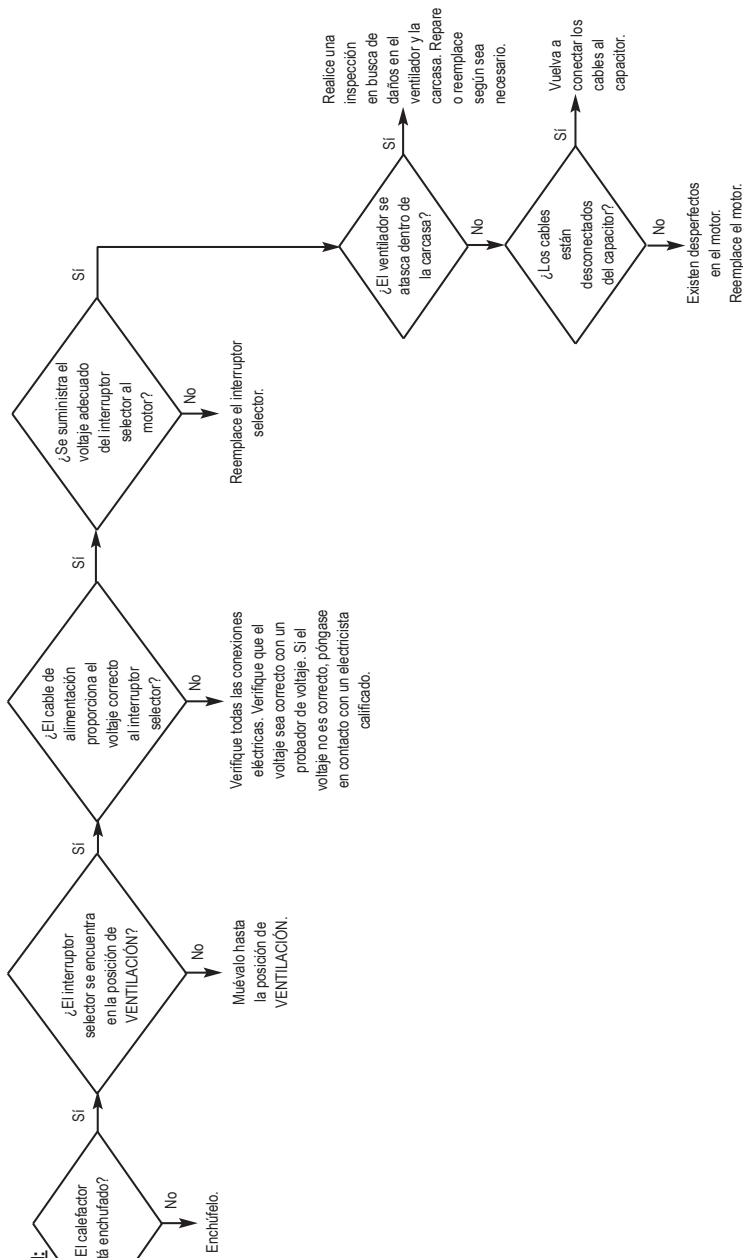 El calefactor
enchufado?
Sí
No
Enchúfelo.
¿El interruptor
selector se encuentra
en la posición de
VENTILACIÓN?
Sí
No
Muévalo hasta
la posición de
VENTILACIÓN.
¿El cable de
alimentación
proporciona el
voltaje correcto
al interruptor
selector?
Sí
No
Verifique todas las conexiones
eléctricas. Verifique que el
voltaje sea correcto con un
probador de voltaje. Si el
voltaje no es correcto, póngase
en contacto con un electricista
calificado.
¿Se suministra el
voltaje adecuado
del interruptor
selector al
motor?
Sí
No
Reemplace el interruptor
selector.
¿El ventilador se
atasca dentro de
la carcasa?
Sí
Realice una
inspección
en busca de
daños en el
ventilador y la
carcasa. Repare
o reemplace
según sea
necesario.
No
¿Los cables
están
desconectados
del capacitor?
Sí
Vuelva a
conectar los
cables al
capacitor.
No
Existen desperfectos
en el motor.
Reemplace el motor.